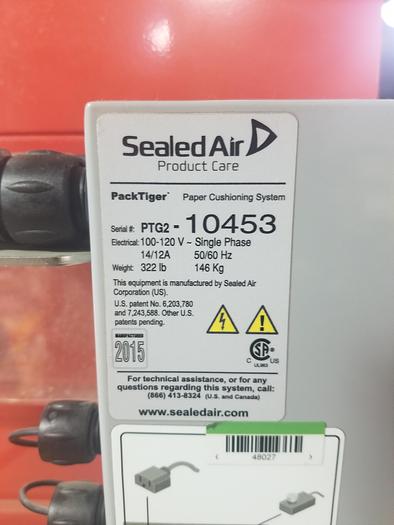 Sealed Air
Product Care
PackTiger® Paper Cushioning System
Serial #: PTG2 - 10453
Electrical: 100-120 V ~ Single Phase
14/12A 50/60 Hz
Weight: 322 lb 146 Kg
This equipment is manufactured by Sealed Air
Corporation (US).
U.S. patent No. 6,203,780
and 7,243,588. Other U.S.
patents pending.
MANUFACTURED
2015
C SA US
UL963
For technical assistance, or for any
questions regarding this system, call:
(866) 413-8324 (U.S. and Canada)
www.sealedair.com
48027